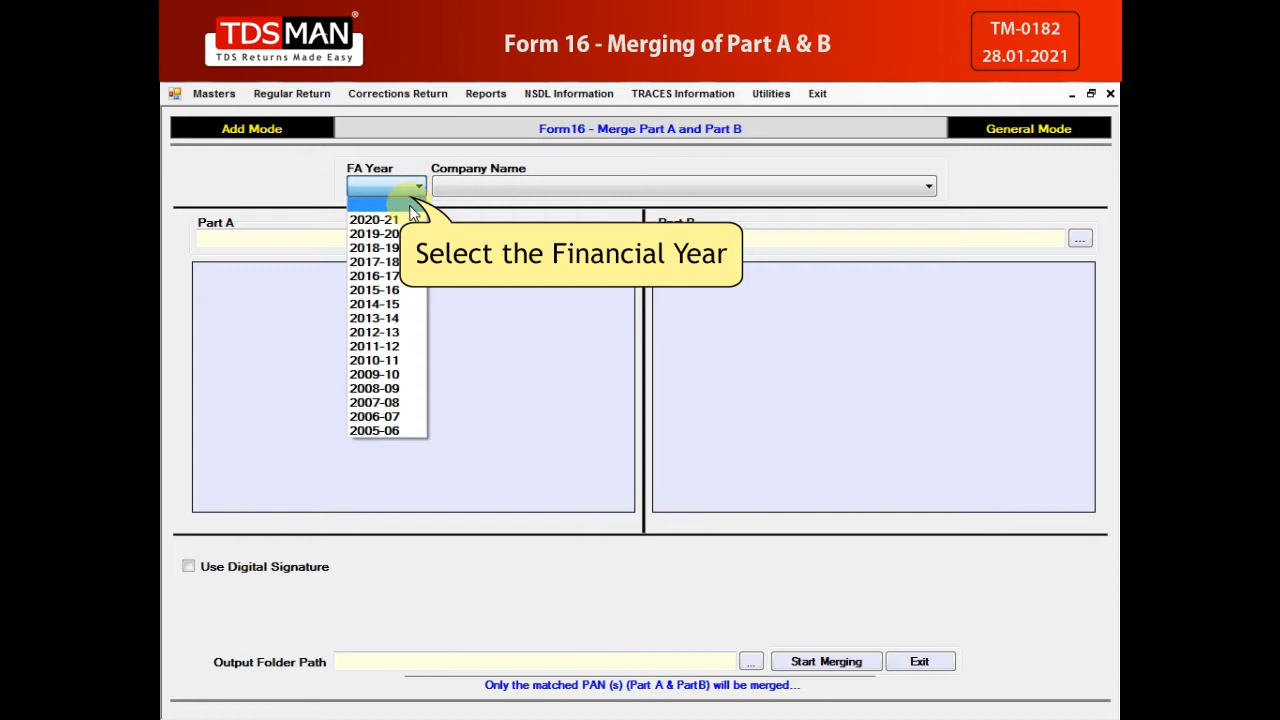 TDSMAN®
TDS Returns Made Easy
Form 16 - Merging of Part A & B
TM-0182
28.01.2021
Masters Regular Return Corrections Return Reports NSDL Information TRACES Information Utilities Exit
Add Mode
Form16 - Merge Part A and Part B
General Mode
FA Year
Company Name
2020-21
2019-20
2018-19
2017-18
2016-17
2015-16
2014-15
2013-14
2012-13
2011-12
2010-11
2009-10
2008-09
2007-08
2006-07
2005-06
Select the Financial Year
Part A
...
Use Digital Signature
Output Folder Path
...
Start Merging
Exit
Only the matched PAN (s) (Part A & PartB) will be merged...